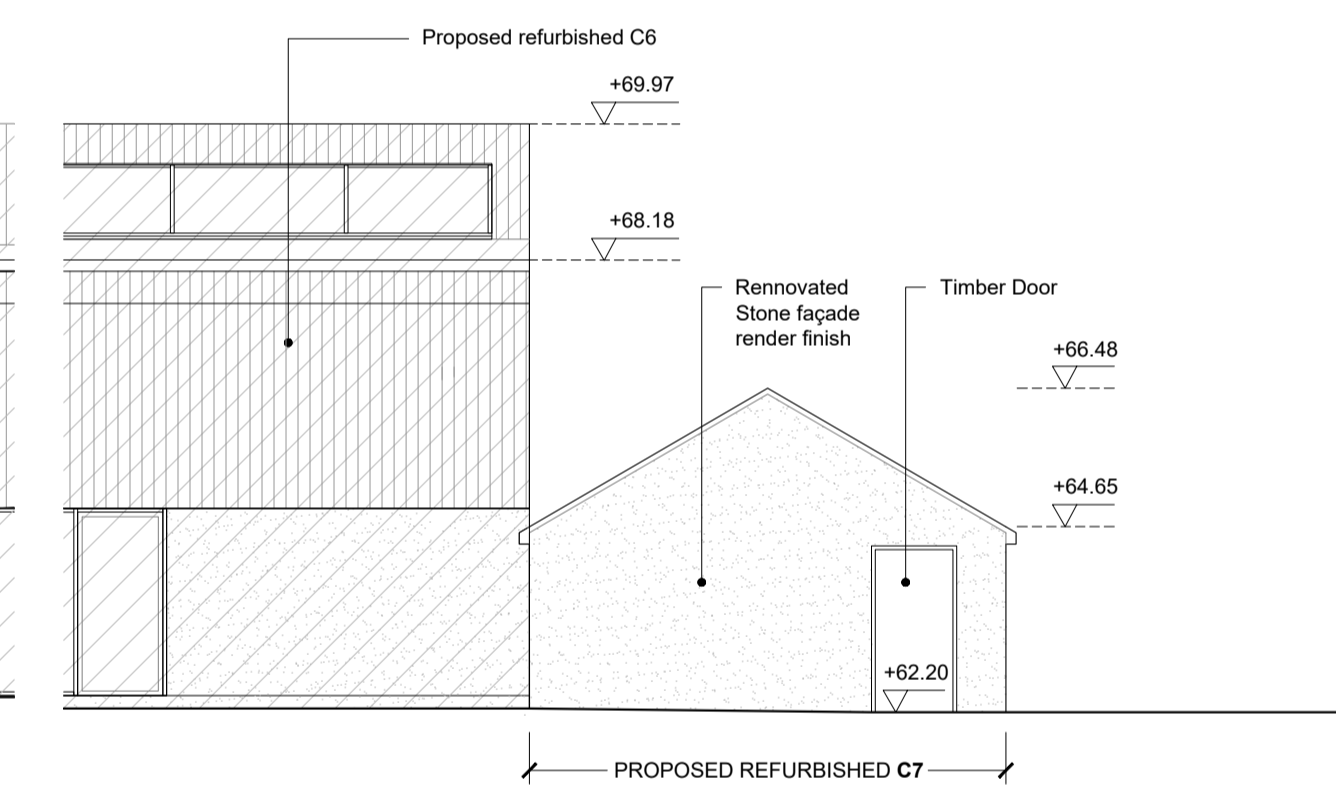 Proposed refurbished C6
+69.97
+68.18
Rennovated
Stone façade
render finish
Timber Door
+66.48
+64.65
+62.20
PROPOSED REFURBISHED C7